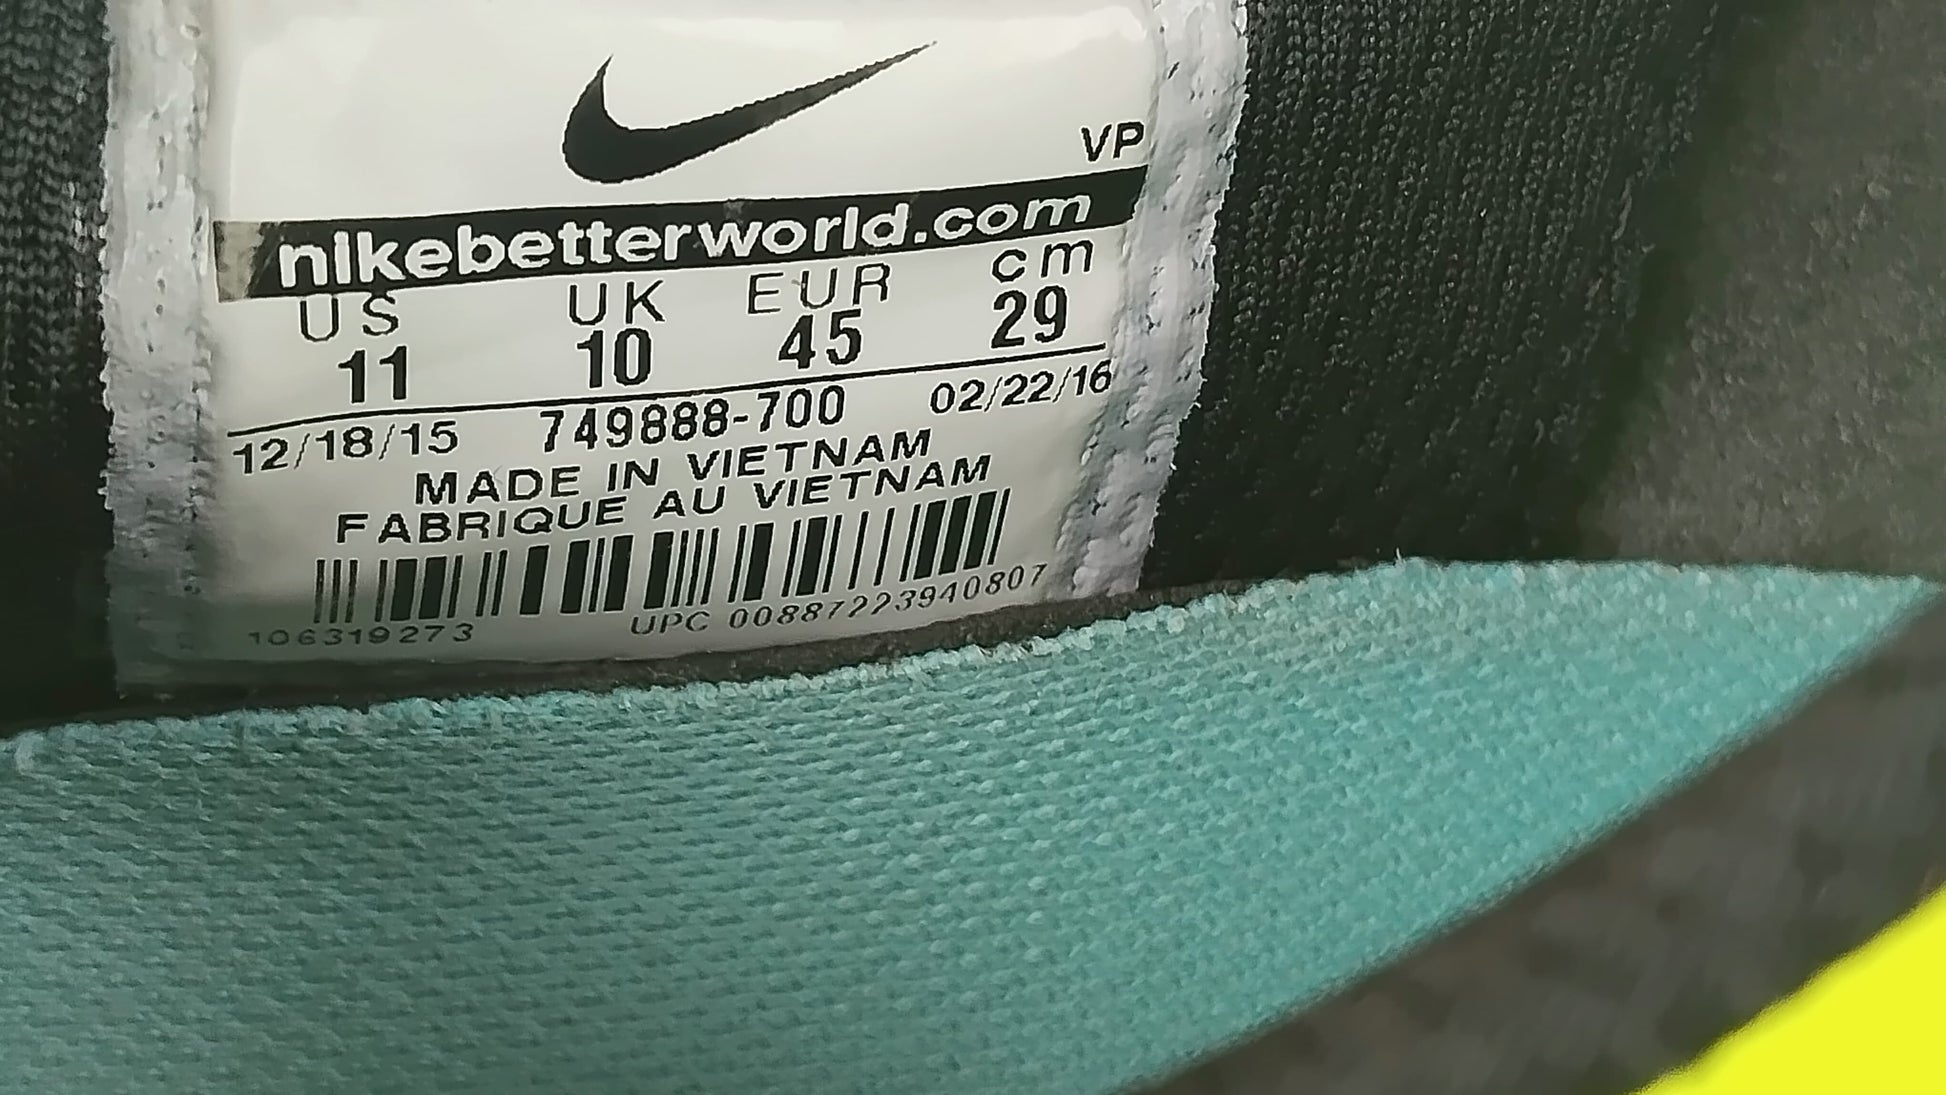 VP
nikebetterworld.com
US UK EUR cm
11 10 45 29
12/18/15 749888-700 02/22/16
MADE IN VIETNAM
FABRIQUE AU VIETNAM
106319273 UPC 00887223940807